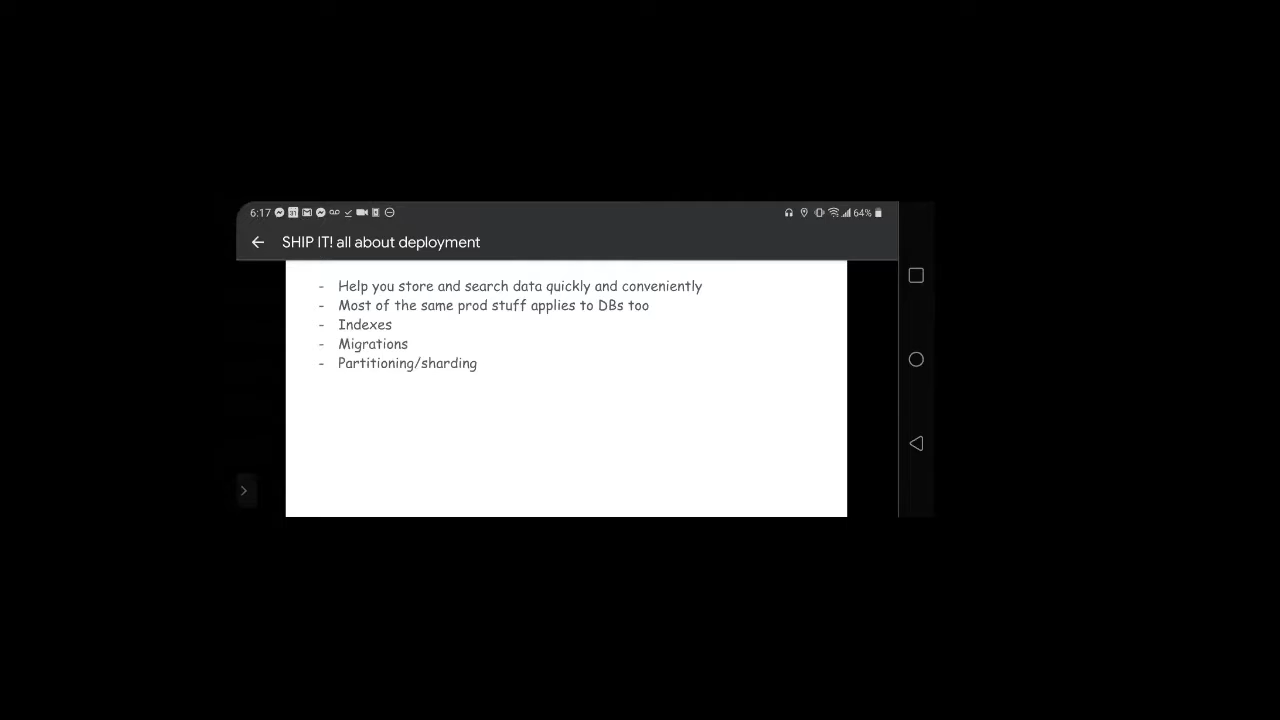 6:17 31 64%
SHIP IT! all about deployment
- Help you store and search data quickly and conveniently
- Most of the same prod stuff applies to DBs too
- Indexes
- Migrations
- Partitioning/sharding